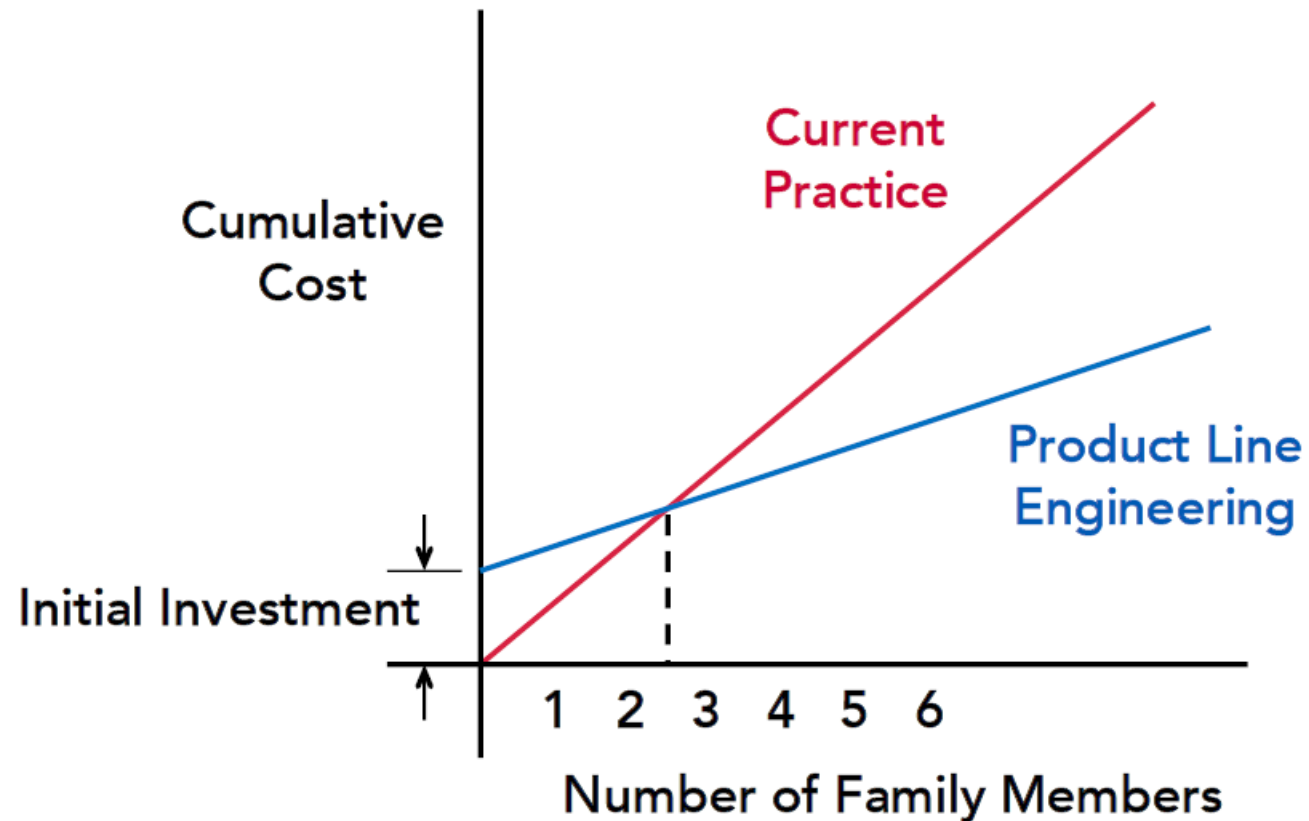 Current
Practice
Cumulative
Cost
Product Line
Engineering
Initial Investment
1 2 3 4 5 6
Number of Family Members